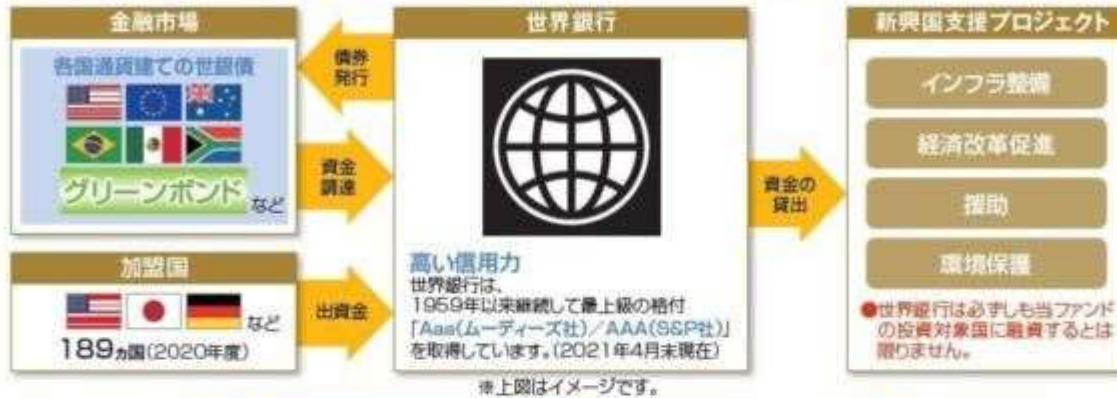 金融市場
各国通貨建ての世銀債
グリーンボンド など
加盟国
など
189ヵ国(2020年度)
債券
発行
資金
調達
出資金
世界銀行
高い信用力
世界銀行は、
1959年以来継続して最上級の格付
「Aaa(ムーディーズ社)/AAA(S&P社)」
を取得しています。(2021年4月末現在)
資金の
貸出
新興国支援プロジェクト
インフラ整備
経済改革促進
援助
環境保護
●世界銀行は必ずしも当ファンド
の投資対象国に融資するとは
限りません。
※上図はイメージです。